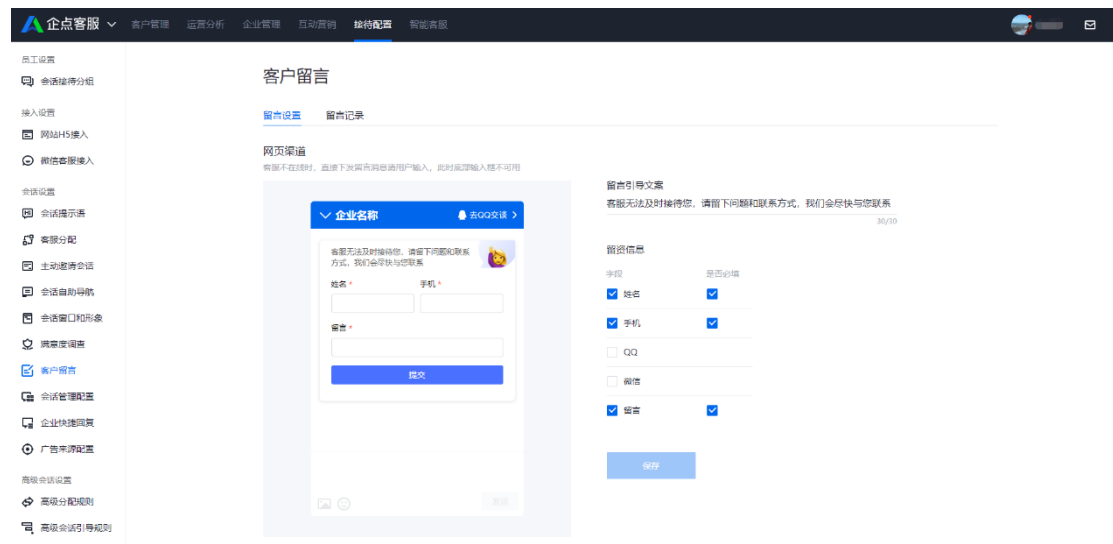 企点客服 客户管理 运营分析 企业管理 互动营销 接待配置 智能客服
员工设置
会话接待分组
接入设置
网站H5接入
微信客服接入
会话设置
会话提示语
客服分配
主动邀请会话
会话自助导航
会话窗口和形象
满意度调查
客户留言
会话管理配置
企业快捷回复
广告来源配置
高级会话设置
高级分配规则
高级会话引导规则
客户留言
留言设置 留言记录
网页渠道
客服不在线时，直接下发留言消息请用户输入，此时底部输入框不可用
企业名称 去QQ交谈
客服无法及时接待您，请留下问题和联系
方式，我们会尽快与您联系
姓名 * 手机 *
留言 *
提交
发送
留言引导文案
客服无法及时接待您，请留下问题和联系方式，我们会尽快与您联系
30/30
留资信息
字段 是否必填
姓名
手机
QQ
微信
留言
保存